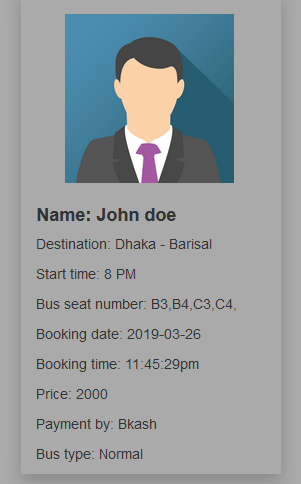 Name: John doe
Destination: Dhaka - Barisal
Start time: 8 PM
Bus seat number: B3,B4,C3,C4,
Booking date: 2019-03-26
Booking time: 11:45:29pm
Price: 2000
Payment by: Bkash
Bus type: Normal